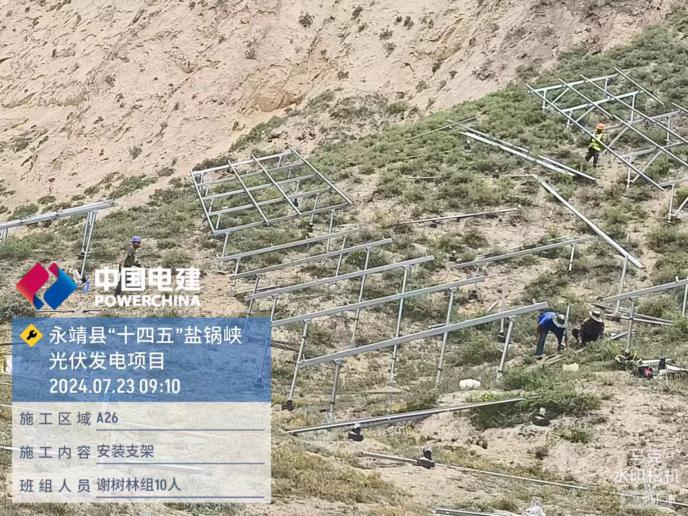 中国电建
POWERCHINA
永靖县“十四五”盐锅峡
光伏发电项目
2024.07.23 09:10
施工区域 A26
施工内容 安装支架
班组人员 谢树林组10人
水印相机